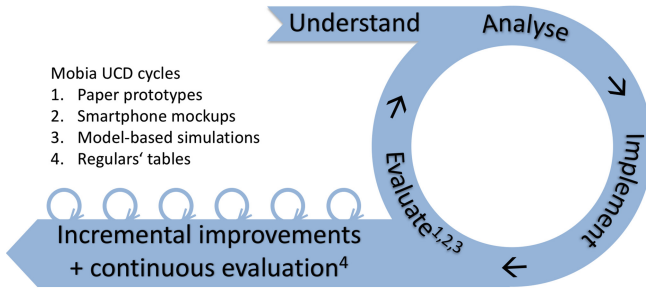 Understand
Analyse
Mobia UCD cycles
1. Paper prototypes
2. Smartphone mockups
3. Model-based simulations
4. Regulars‘ tables
Implement
Evaluate1,2,3
Incremental improvements
+ continuous evaluation4